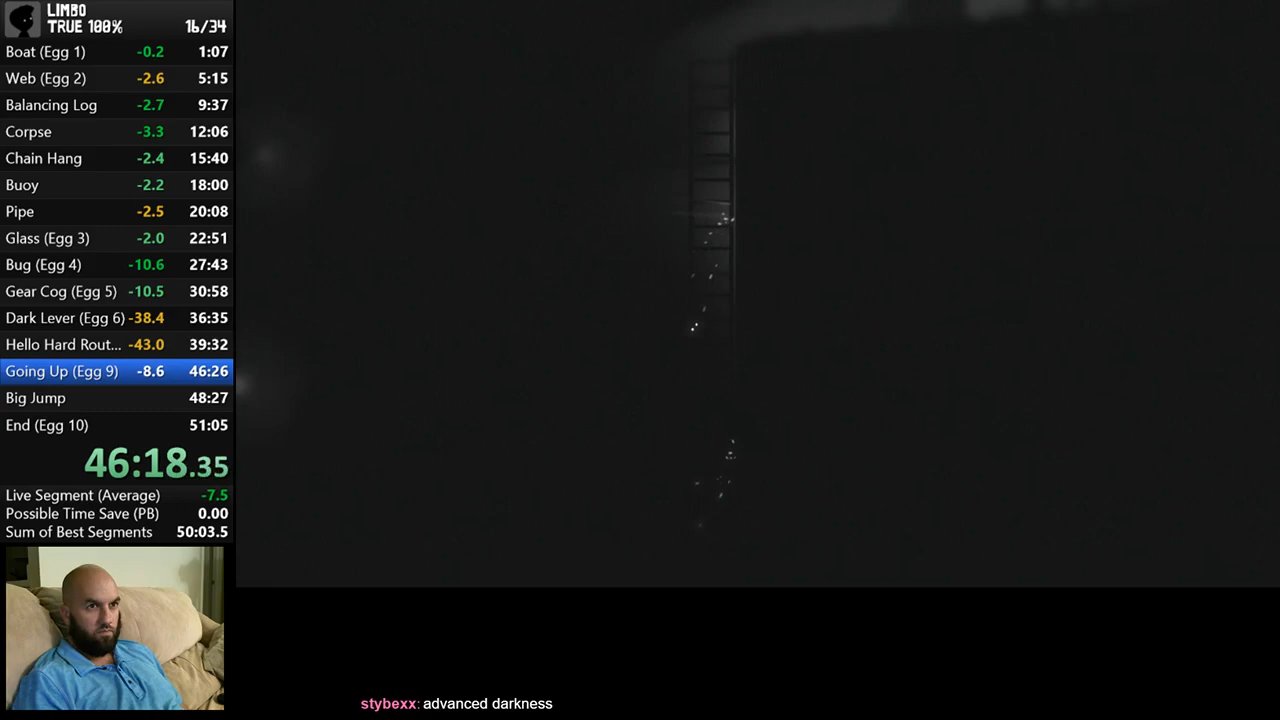 LIMBO
TRUE 100% 16/34
Boat (Egg 1) -0.2 1:07
Web (Egg 2) -2.6 5:15
Balancing Log -2.7 9:37
Corpse -3.3 12:06
Chain Hang -2.4 15:40
Buoy -2.2 18:00
Pipe -2.5 20:08
Glass (Egg 3) -2.0 22:51
Bug (Egg 4) -10.6 27:43
Gear Cog (Egg 5) -10.5 30:58
Dark Lever (Egg 6) -38.4 36:35
Hello Hard Rout... -43.0 39:32
Going Up (Egg 9) -8.6 46:26
Big Jump 48:27
End (Egg 10) 51:05
46:18.35
Live Segment (Average) -7.5
Possible Time Save (PB) 0.00
Sum of Best Segments 50:03.5
stybexx: advanced darkness